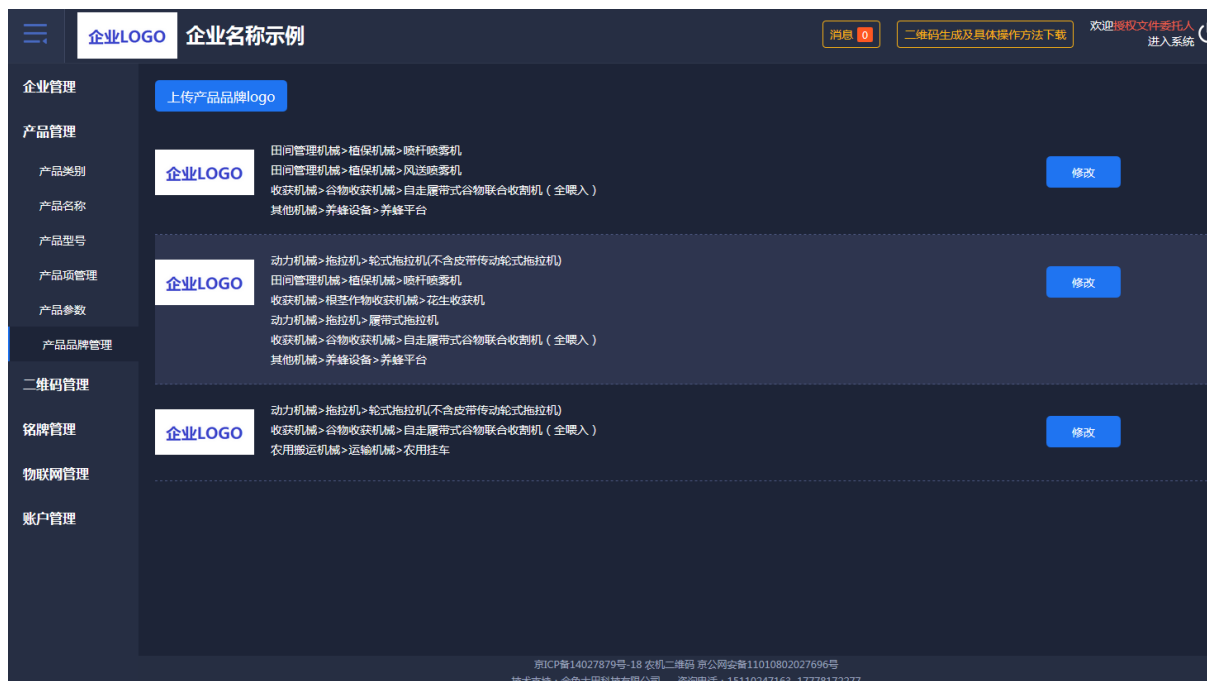 企业LOGO
企业名称示例
消息 0
二维码生成及具体操作方法下载
欢迎授权文件委托人
进入系统
企业管理
产品管理
产品类别
产品名称
产品型号
产品项管理
产品参数
产品品牌管理
二维码管理
铭牌管理
物联网管理
账户管理
上传产品品牌logo
企业LOGO
田间管理机械>植保机械>喷杆喷雾机
田间管理机械>植保机械>风送喷雾机
收获机械>谷物收获机械>自走履带式谷物联合收割机（全喂入）
其他机械>养蜂设备>养蜂平台
修改
企业LOGO
动力机械>拖拉机>轮式拖拉机(不含皮带传动轮式拖拉机)
田间管理机械>植保机械>喷杆喷雾机
收获机械>根茎作物收获机械>花生收获机
动力机械>拖拉机>履带式拖拉机
收获机械>谷物收获机械>自走履带式谷物联合收割机（全喂入）
其他机械>养蜂设备>养蜂平台
修改
企业LOGO
动力机械>拖拉机>轮式拖拉机(不含皮带传动轮式拖拉机)
收获机械>谷物收获机械>自走履带式谷物联合收割机（全喂入）
农用搬运机械>运输机械>农用挂车
修改
京ICP备14027879号-18 农机二维码 京公网安备11010802027696号
技术支持：金色大田科技有限公司 咨询电话：15110247163 17778172277